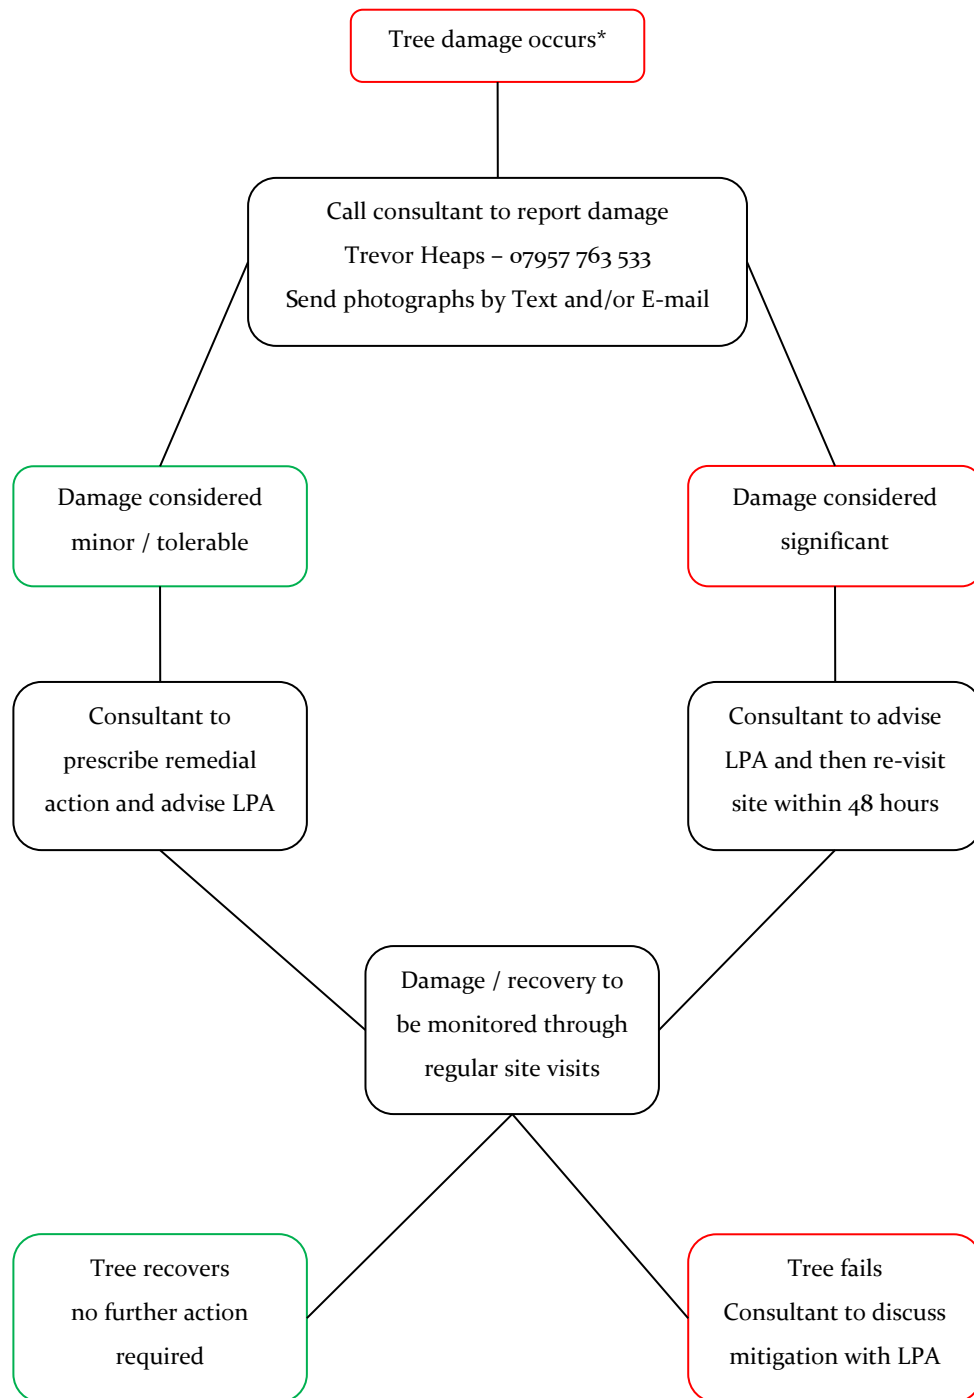 Tree damage occurs*
Call consultant to report damage
Trevor Heaps – 07957 763 533
Send photographs by Text and/or E-mail
Damage considered
minor / tolerable
Damage considered
significant
Consultant to
prescribe remedial
action and advise LPA
Consultant to advise
LPA and then re-visit
site within 48 hours
Damage / recovery to
be monitored through
regular site visits
Tree recovers
no further action
required
Tree fails
Consultant to discuss
mitigation with LPA